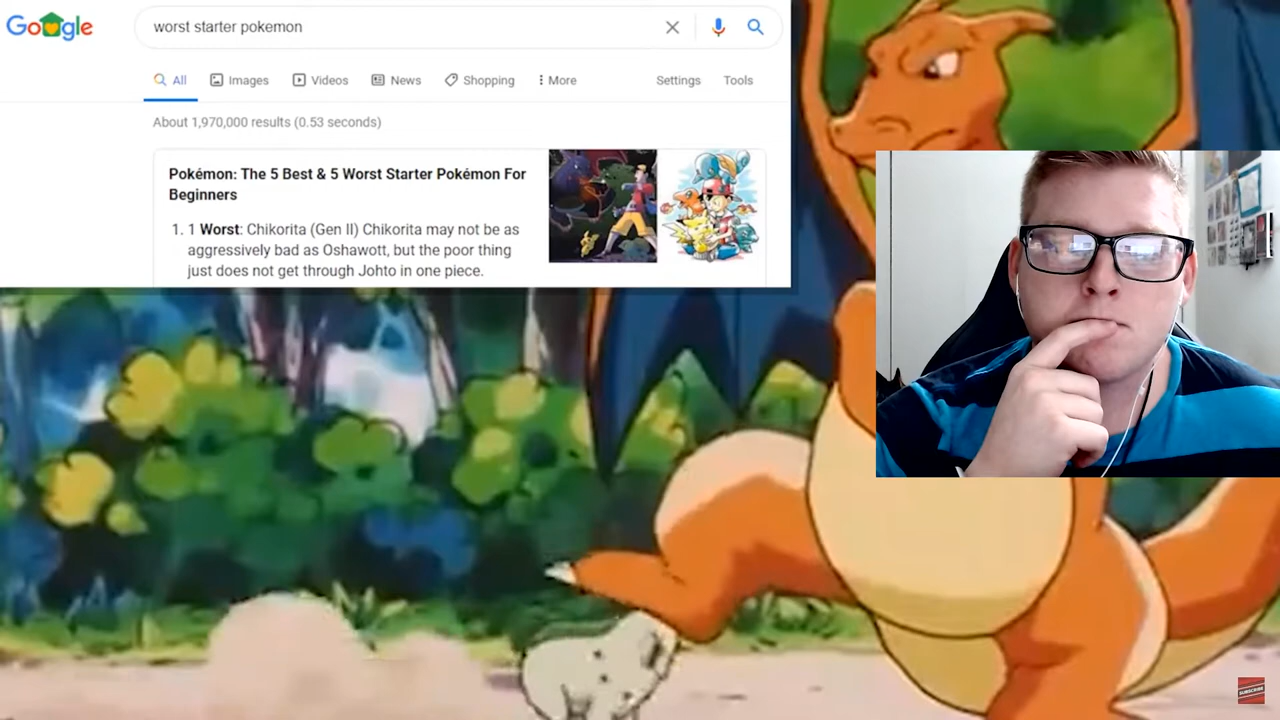 Google
worst starter pokemon
All Images Videos News Shopping More Settings Tools
About 1,970,000 results (0.53 seconds)
Pokémon: The 5 Best & 5 Worst Starter Pokémon For
Beginners
1. 1 Worst: Chikorita (Gen II) Chikorita may not be as
aggressively bad as Oshawott, but the poor thing
just does not get through Johto in one piece.
SUBSCRIBE